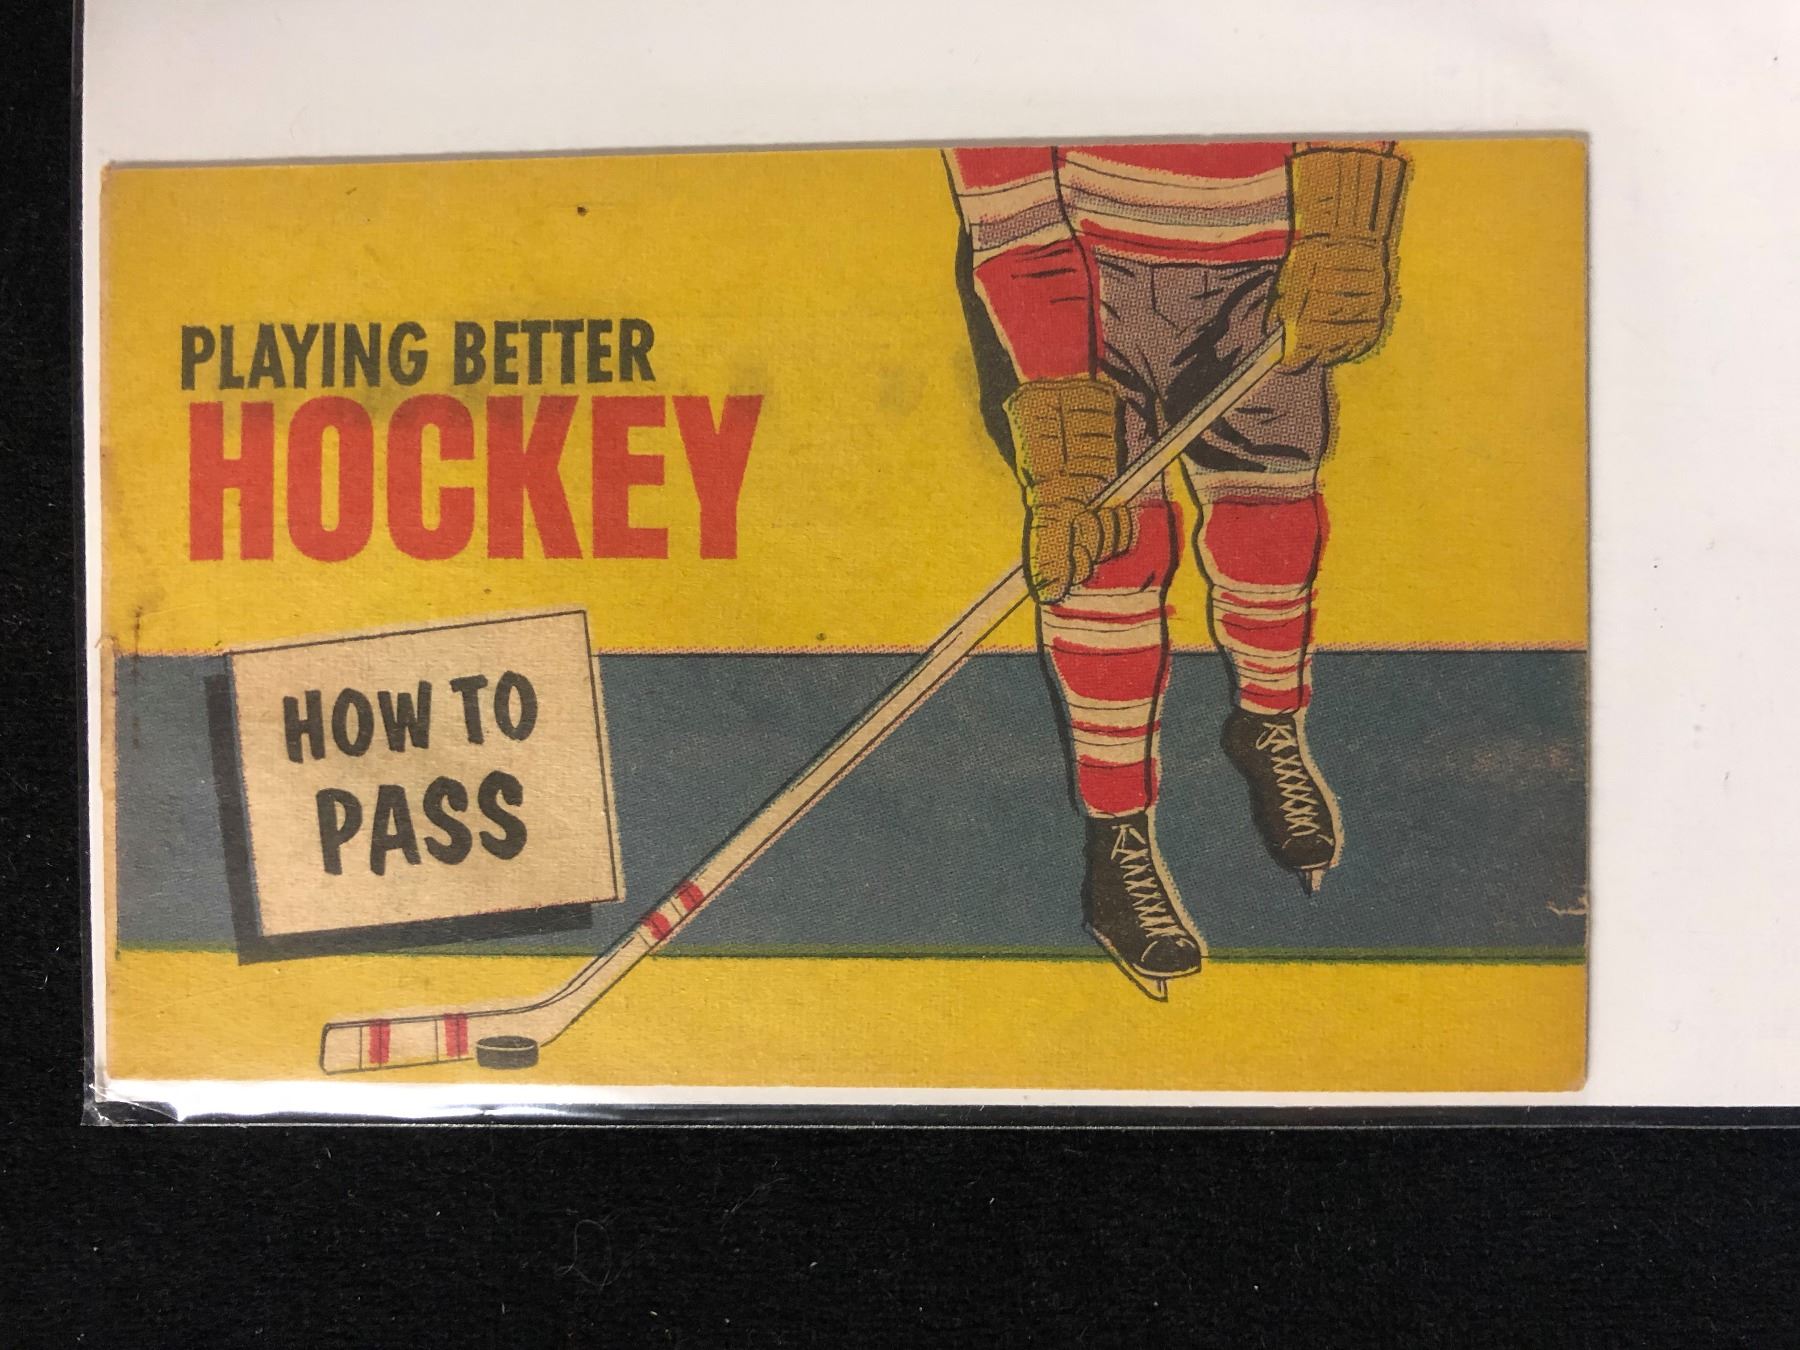 PLAYING BETTER
HOCKEY
HOW TO
PASS